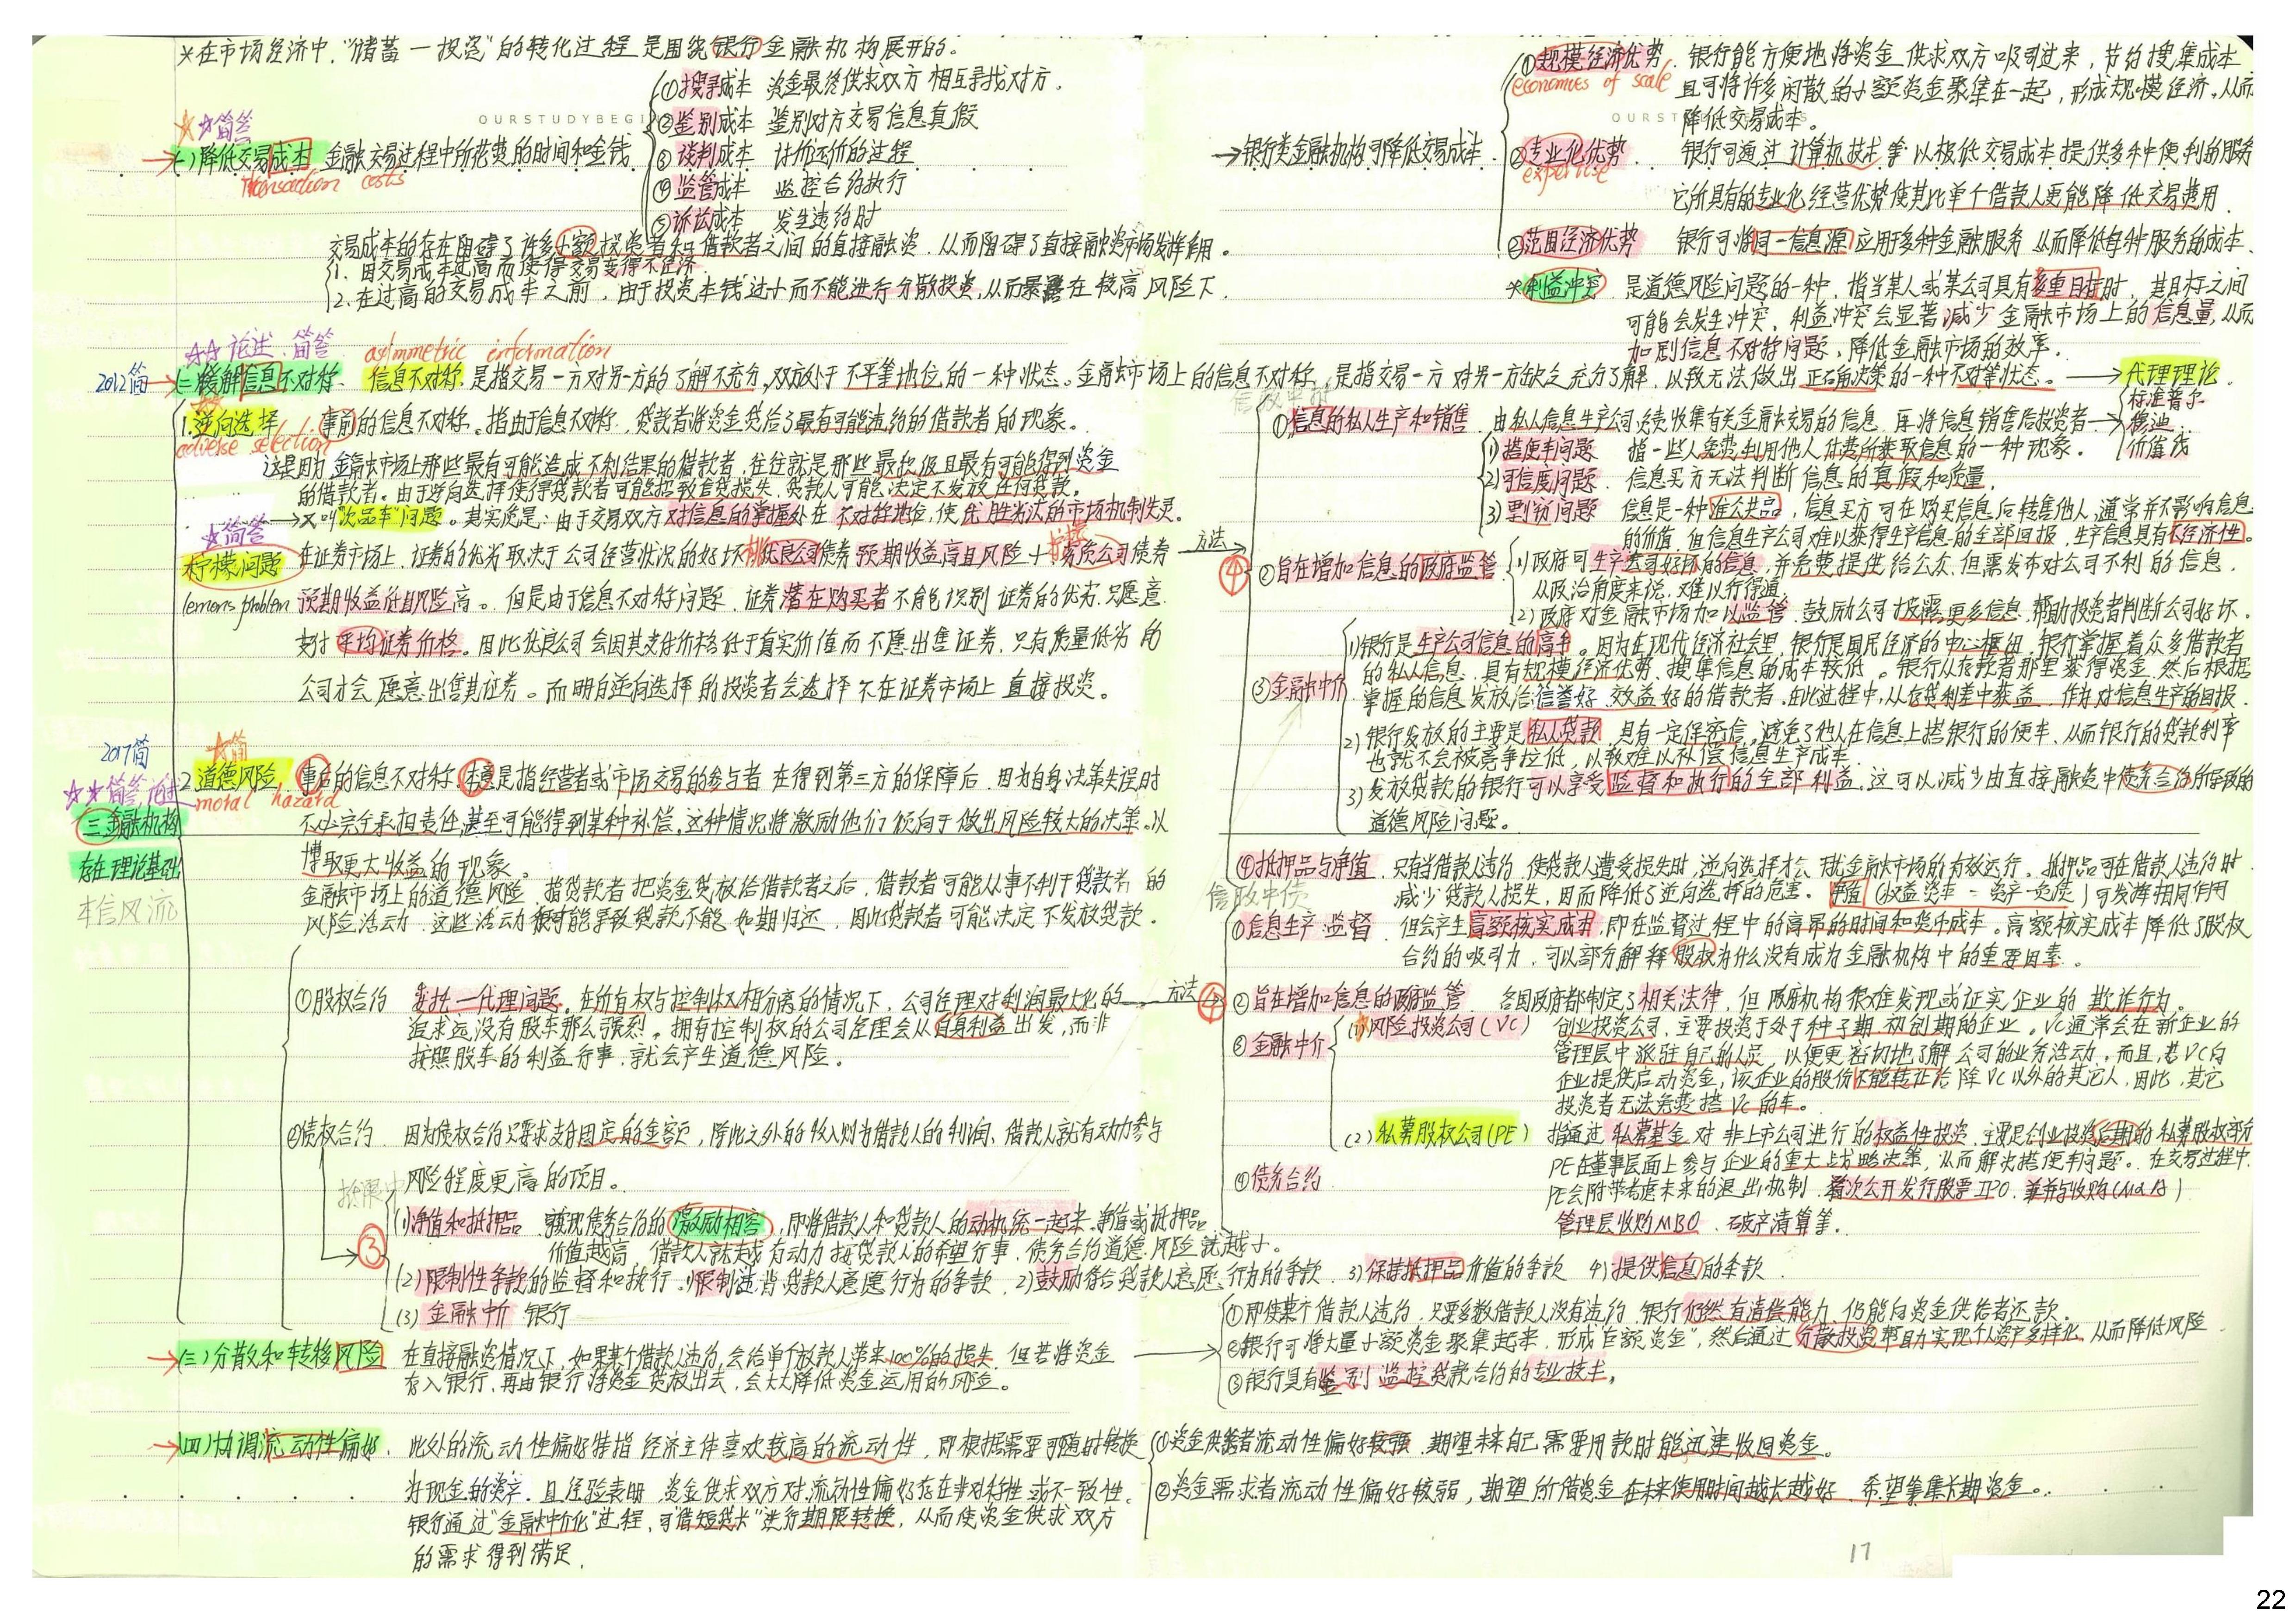 *在市场经济中,“储蓄—投资”的转化过程是围绕银行金融机构展开的。
OURSTUDYBEGI
☆☆简答
(一)降低交易成本 金融交易过程中所花费的时间和金钱
transaction costs
①搜寻成本 资金最终供求双方相互寻找对方。
②鉴别成本 鉴别对方交易信息真假
③谈判成本 讨价还价的过程
④监管成本 监控合约执行
⑤诉讼成本 发生违约时
交易成本的存在阻碍了许多小额投资者和借款者之间的直接融资,从而阻碍了直接融资市场发挥作用。
1. 因交易成本过高而使得交易变得不经济.
2. 在过高的交易成本之前,由于投资本钱过小而不能进行分散投资,从而暴露在较高风险下.
→银行类金融机构可降低交易成本.
①规模经济优势. 银行能方便地将资金供求双方吸引过来,节约搜集成本
economies of scale 且可将许多闲散的小额资金聚集在一起,形成规模经济,从而
降低交易成本。
OURST
②专业化优势. 银行可通过计算机技术等以极低交易成本提供多种便利的服务
expertise
它所具有的专业化经营优势使其比单个借款人更能降低交易费用.
③范围经济优势 银行可将同一信息源应用于多种金融服务 从而降低每种服务的成本.
*利益冲突 是道德风险问题的一种,指当某人或某公司具有多重目标时,其目标之间
可能会发生冲突. 利益冲突会显著减少金融市场上的信息量,从而
加剧信息不对称问题,降低金融市场的效率.
☆☆论述.简答 asymmetric information
2012简→(二)缓解信息不对称. 信息不对称,是指交易一方对另一方的了解不充分,双方处于不平等地位的一种状态。金融市场上的信息不对称,是指交易一方对另一方缺乏充分了解,以致无法做出正确决策的一种不对等状态。→代理理论.
1.逆向选择 事前的信息不对称。指由于信息不对称,贷款者将资金贷给了最有可能违约的借款者的现象。
adverse selection
这是因为金融市场上那些最有可能造成不利结果的借款者,往往就是那些最积极且最有可能得到资金
的借款者。由于逆向选择使得贷款者可能招致信贷损失,贷款人可能决定不发放任何贷款。
→又叫“次品车”问题。其实质是:由于交易双方对信息的掌握处在不对称地位,使优胜劣汰的市场机制失灵。
☆简答
柠檬问题 在证券市场上,证券的优劣取决于公司经营状况的好坏,优良公司债券预期收益高且风险小,劣质公司债券
lemons problem 预期收益低且风险高。但是由于信息不对称问题,证券潜在购买者不能识别证券的优劣,只愿意
支付平均证券价格。因此优良公司会因其支付价格低于真实价值而不愿出售证券,只有质量低劣的
公司才会愿意出售其证券。而明白逆向选择的投资者会选择不在证券市场上直接投资。
方法→④
①信息的私人生产和销售 由私人信息生产公司负责收集有关金融交易的信息,再将信息销售给投资者→
标准普尔
穆迪
价值线
1)搭便车问题 指一些人免费利用他人付费所获取信息的一种现象。
2)可信度问题. 信息买方无法判断信息的真假和质量.
3)剽窃问题 信息是一种准公共品,信息买方可在购买信息后转售他人,通常并不影响信息
的价值,但信息生产公司难以获得生产信息的全部回报,生产信息具有不经济性。
②旨在增加信息的政府监管
1)政府可生产公司好坏的信息,并免费提供给公众,但需发布对公司不利的信息,
从政治角度来说,难以行得通.
2)政府对金融市场加以监管,鼓励公司披露更多信息,帮助投资者判断公司好坏.
③金融中介
1)银行是生产公司信息的高手。因为在现代经济社会里,银行是国民经济的中心枢纽,银行掌握着众多借款者
的私人信息,具有规模经济优势,搜集信息的成本较低。银行从存款者那里获得资金,然后根据
掌握的信息发放给信誉好、效益好的借款者,在此过程中,从存贷利差中获益,作为对信息生产的回报.
2)银行发放的主要是私人贷款,具有一定保密信,避免了他人在信息上搭银行的便车,从而银行的贷款利率
也就不会被竞争拉低,以致难以补偿信息生产成本.
3)发放贷款的银行可以享受监督和执行的全部利益,这可以减少由直接融资中债务合约所导致的
道德风险问题。
④抵押品与净值. 只有当借款人违约,使贷款人遭受损失时,逆向选择才会干扰金融市场的有效运行。抵押品可在借款人违约时
减少贷款人损失,因而降低了逆向选择的危害。净值(权益资本=资产-负债)可发挥相同作用
2017简 ☆简
☆☆简答,论述
2.道德风险. 事后的信息不对称,本意是指经营者或市场交易的参与者在得到第三方的保障后,因为自身决策失误时
moral hazard
不必完全承担责任,甚至可能得到某种补偿,这种情况将激励他们倾向于做出风险较大的决策,以
博取更大收益的现象。
三金融机构
存在理论基础
本信风流
金融市场上的道德风险,指贷款者把资金贷放给借款者之后,借款者可能从事不利于贷款者的
风险活动,这些活动很可能导致贷款不能如期归还,因此贷款者可能决定不发放贷款.
①股权合约 委托—代理问题. 在所有权与控制权相分离的情况下,公司经理对利润最大化的
追求远没有股东那么强烈。拥有控制权的公司经理会从自身利益出发,而非
按照股东的利益行事,就会产生道德风险。
信政中债
方法→④
①信息生产.监督. 但会产生高额核实成本,即在监督过程中的高昂的时间和货币成本。高额核实成本降低了股权
合约的吸引力,可以部分解释股权为什么没有成为金融机构中的重要因素。
②旨在增加信息的政府监管 各国政府都制定了相关法律,但政府机构很难发现或证实企业的欺诈行为。
③金融中介
(1)风险投资公司(VC) 创业投资公司,主要投资于处于种子期,初创期的企业。VC通常会在新企业的
管理层中派驻自己的人员,以便更密切地了解公司的业务活动,而且,若VC向
企业提供启动资金,该企业的股份不能转让给除VC以外的其它人,因此,其它
投资者无法免费搭VC的车。
(2)私募股权公司(PE) 指通过私募基金对非上市公司进行的权益性投资,主要是创业投资后期的私募股权部分
PE在董事层面上参与企业的重大战略决策,从而解决搭便车问题。在交易过程中,
PE会附带考虑未来的退出机制,首次公开发行股票IPO、兼并与收购(M&A)
管理层收购MBO、破产清算等.
④债务合约
②债权合约. 因为债权合约只要求支付固定的金额,除此之外的收入则为借款人的利润,借款人就有动力参与
风险程度更高的项目。
③
(1)净值和抵押品 实现债务合约的激励相容,即将借款人和贷款人的动机统一起来. 净值或抵押品
价值越高,借款人就越有动力按贷款人的希望行事,债务合约道德风险就越小。
(2)限制性条款的监督和执行. 1)限制违背贷款人意愿行为的条款. 2)鼓励符合贷款人意愿行为的条款. 3)保持抵押品价值的条款 4)提供信息的条款.
(3)金融中介 银行
→(三)分散和转移风险 在直接融资情况下,如果某个借款人违约,会给单个放款人带来100%的损失,但若将资金
存入银行,再由银行将资金贷放出去,会大大降低资金运用的风险。
①即使某个借款人违约,只要多数借款人没有违约,银行仍然有清偿能力,仍能向资金供给者还款。
②银行可将大量小额资金聚集起来,形成“巨额资金”,然后通过分散投资帮助实现个人资产多样化,从而降低风险.
③银行具有鉴别监控贷款合约的专业技术。
→(四)协调流动性偏好. 此处的流动性偏好特指经济主体喜欢较高的流动性,即根据需要可随时转换
为现金的资产. 且经验表明,资金供求双方对流动性偏好存在非对称性或不一致性.
银行通过“金融中介化”过程,可“借短贷长”进行期限转换,从而使资金供求双方
的需求得到满足.
①资金供给者流动性偏好较强,期望未来自己需要用款时能迅速收回资金。
②资金需求者流动性偏好较弱,期望所借资金在未来使用时间越长越好,希望筹集长期资金。
17
22